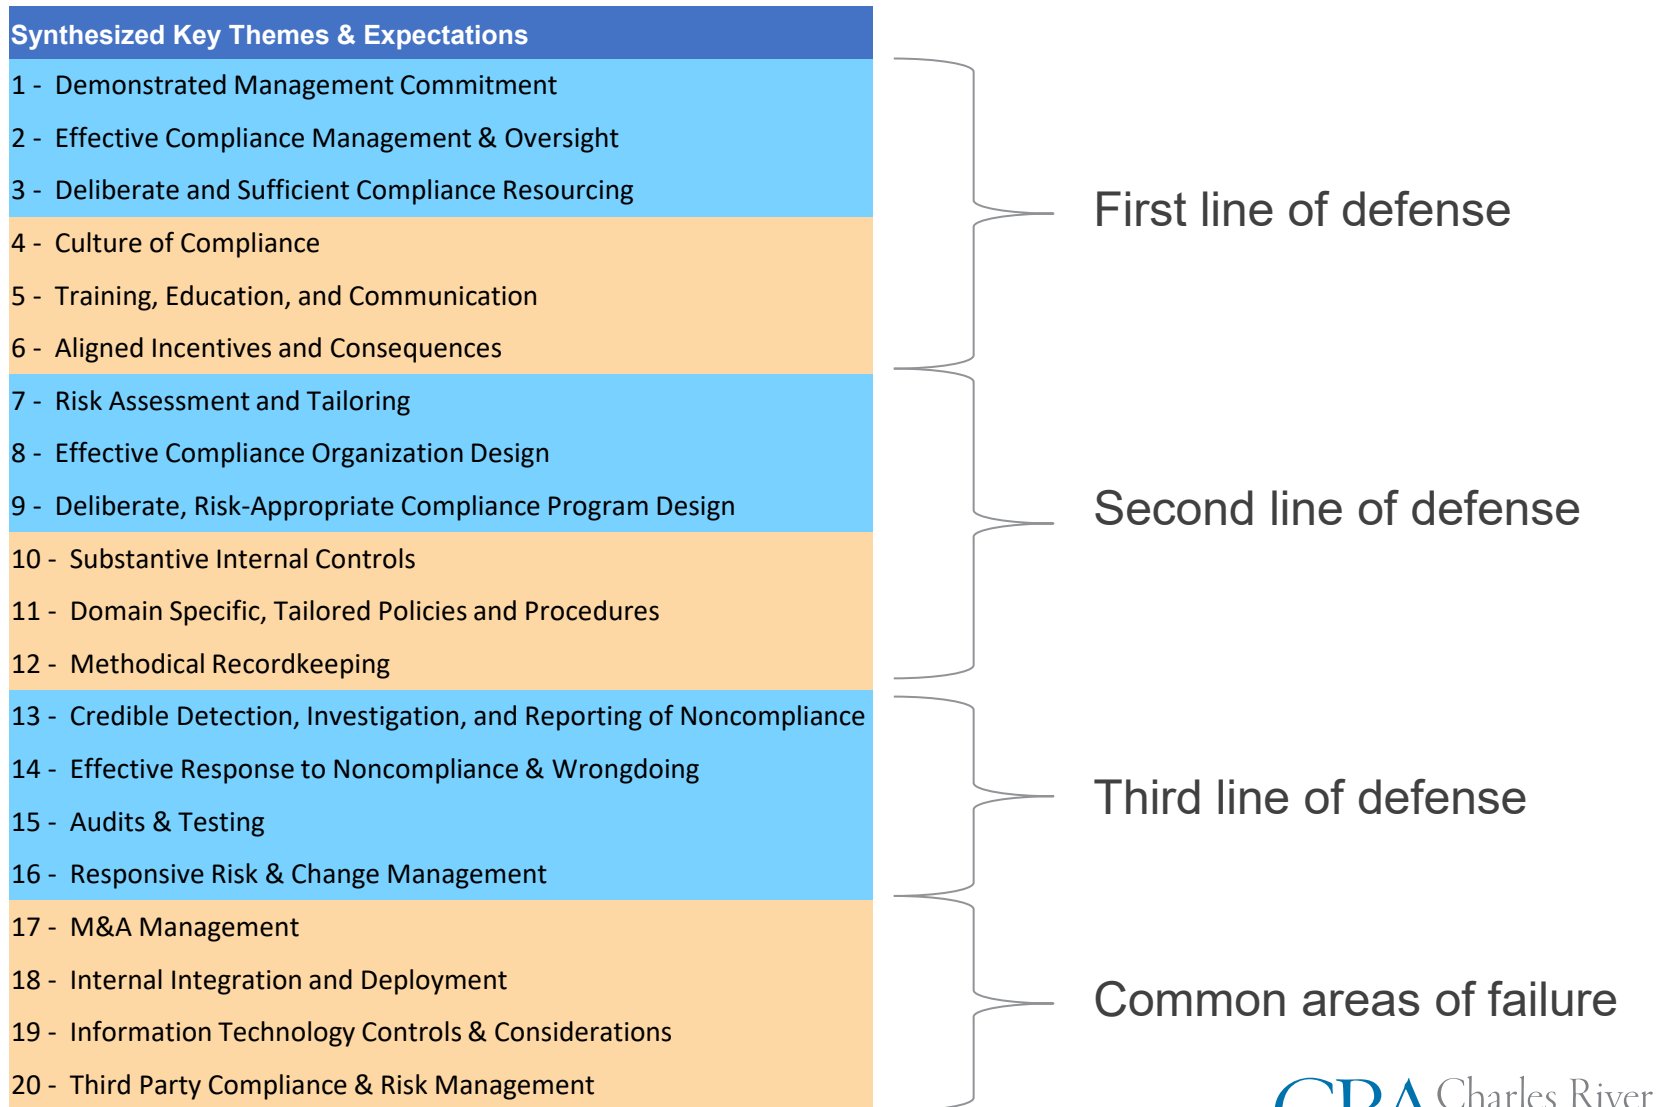 Synthesized Key Themes & Expectations
1 - Demonstrated Management Commitment
2 - Effective Compliance Management & Oversight
3 - Deliberate and Sufficient Compliance Resourcing
4 - Culture of Compliance
5 - Training, Education, and Communication
6 - Aligned Incentives and Consequences
First line of defense
7 - Risk Assessment and Tailoring
8 - Effective Compliance Organization Design
9 - Deliberate, Risk-Appropriate Compliance Program Design
10 - Substantive Internal Controls
11 - Domain Specific, Tailored Policies and Procedures
12 - Methodical Recordkeeping
Second line of defense
13 - Credible Detection, Investigation, and Reporting of Noncompliance
14 - Effective Response to Noncompliance & Wrongdoing
15 - Audits & Testing
16 - Responsive Risk & Change Management
Third line of defense
17 - M&A Management
18 - Internal Integration and Deployment
19 - Information Technology Controls & Considerations
20 - Third Party Compliance & Risk Management
Common areas of failure
CRA Charles River